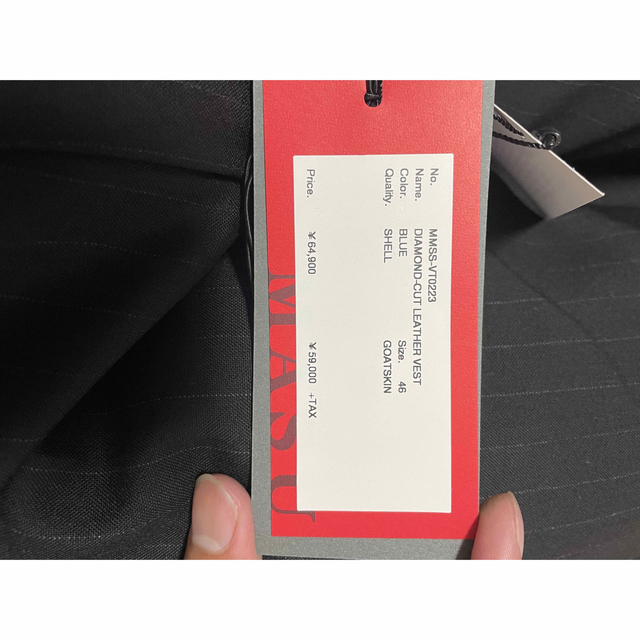 No. MMSS-VT0223
Name. DIAMOND-CUT LEATHER VEST
Color. BLUE Size. 46
Quality. SHELL GOATSKIN
Price. ¥64,900 ¥59,000 +TAX
MASU